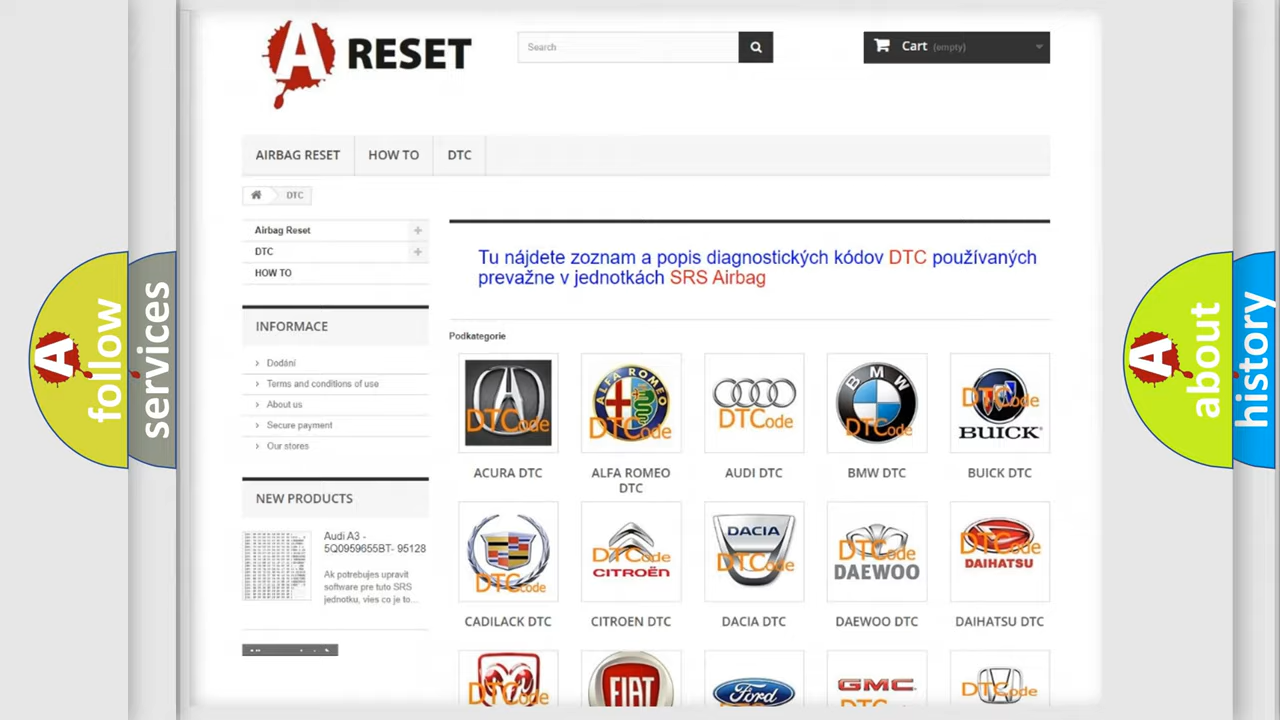 A RESET
Search
Cart (empty)
AIRBAG RESET
HOW TO
DTC
DTC
Airbag Reset
DTC
HOW TO
INFORMACE
Dodání
Terms and conditions of use
About us
Secure payment
Our stores
NEW PRODUCTS
Audi A3 -
5Q0959655BT- 95128
Ak potrebujes upravit
software pre tuto SRS
jednotku, vies co je to...
Tu nájdete zoznam a popis diagnostických kódov DTC používaných
prevažne v jednotkách SRS Airbag
Podkategorie
DTCode
ALFA ROMEO
DTCode
DTCode
BMW
DTCode
DTCode
BUICK
ACURA DTC
ALFA ROMEO
DTC
AUDI DTC
BMW DTC
BUICK DTC
DTCode
DTCode
CITROËN
DACIA
DTCode
DTCode
DAEWOO
DTCode
DAIHATSU
CADILACK DTC
CITROEN DTC
DACIA DTC
DAEWOO DTC
DAIHATSU DTC
DTCode
FIAT
Ford
GMC
DTCode
A
follow
services
A
about
history